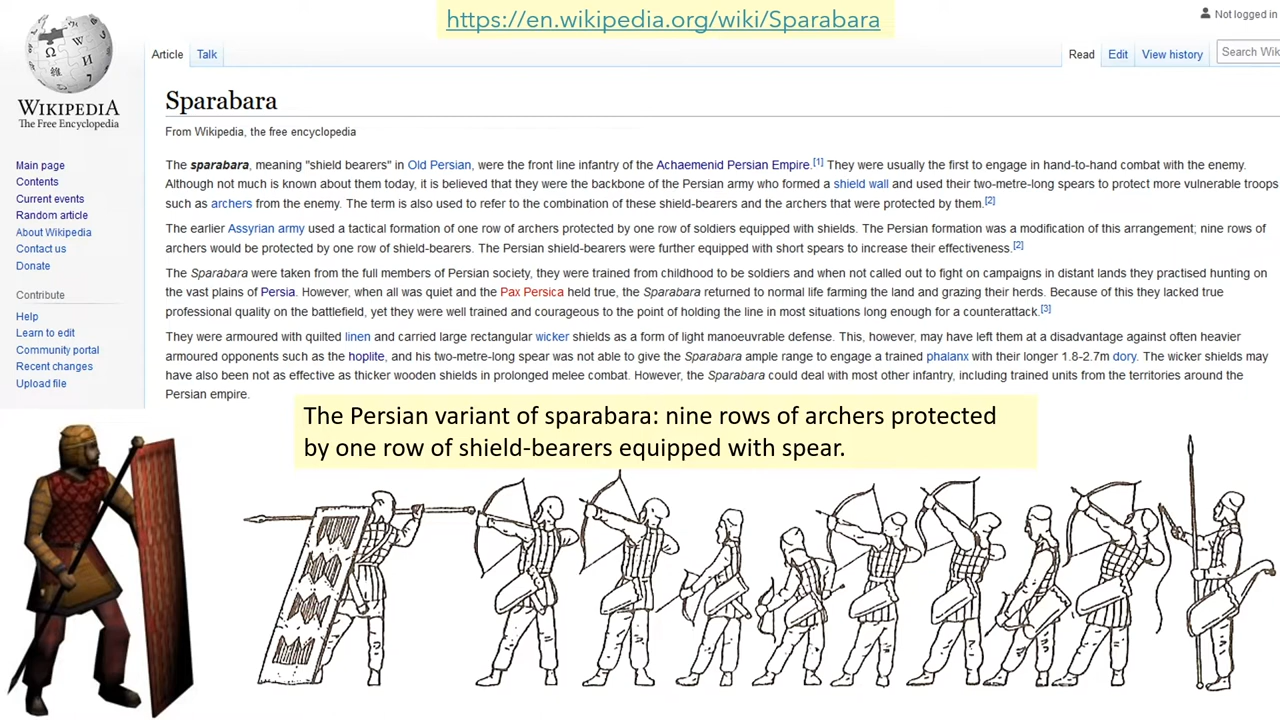 https://en.wikipedia.org/wiki/Sparabara
Not logged in
Article Talk
Read Edit View history Search Wik
WIKIPEDIA
The Free Encyclopedia
Main page
Contents
Current events
Random article
About Wikipedia
Contact us
Donate
Contribute
Help
Learn to edit
Community portal
Recent changes
Upload file
Sparabara
From Wikipedia, the free encyclopedia
The sparabara, meaning "shield bearers" in Old Persian, were the front line infantry of the Achaemenid Persian Empire.[1] They were usually the first to engage in hand-to-hand combat with the enemy.
Although not much is known about them today, it is believed that they were the backbone of the Persian army who formed a shield wall and used their two-metre-long spears to protect more vulnerable troops
such as archers from the enemy. The term is also used to refer to the combination of these shield-bearers and the archers that were protected by them.[2]
The earlier Assyrian army used a tactical formation of one row of archers protected by one row of soldiers equipped with shields. The Persian formation was a modification of this arrangement; nine rows of
archers would be protected by one row of shield-bearers. The Persian shield-bearers were further equipped with short spears to increase their effectiveness.[2]
The Sparabara were taken from the full members of Persian society, they were trained from childhood to be soldiers and when not called out to fight on campaigns in distant lands they practised hunting on
the vast plains of Persia. However, when all was quiet and the Pax Persica held true, the Sparabara returned to normal life farming the land and grazing their herds. Because of this they lacked true
professional quality on the battlefield, yet they were well trained and courageous to the point of holding the line in most situations long enough for a counterattack.[3]
They were armoured with quilted linen and carried large rectangular wicker shields as a form of light manoeuvrable defense. This, however, may have left them at a disadvantage against often heavier
armoured opponents such as the hoplite, and his two-metre-long spear was not able to give the Sparabara ample range to engage a trained phalanx with their longer 1.8-2.7m dory. The wicker shields may
have also been not as effective as thicker wooden shields in prolonged melee combat. However, the Sparabara could deal with most other infantry, including trained units from the territories around the
Persian empire.
The Persian variant of sparabara: nine rows of archers protected
by one row of shield-bearers equipped with spear.